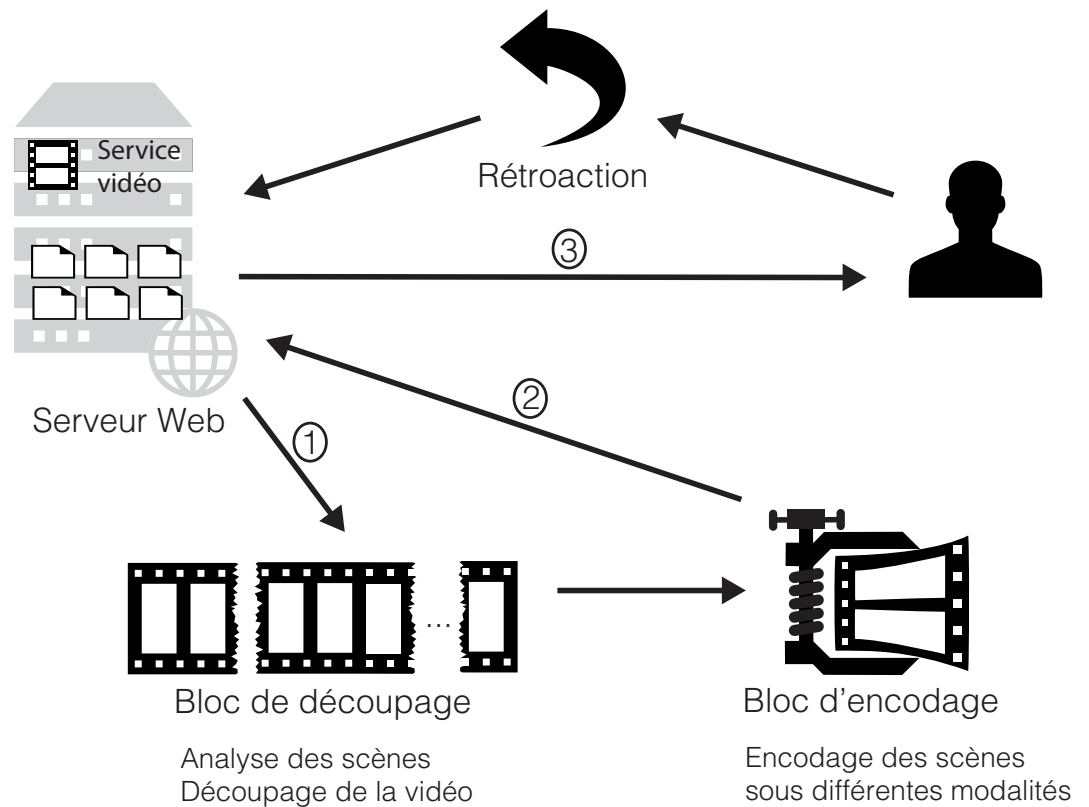 Service
vidéo
Rétroaction
③
Serveur Web
②
①
...
Bloc de découpage
Analyse des scènes
Découpage de la vidéo
Bloc d'encodage
Encodage des scènes
sous différentes modalités